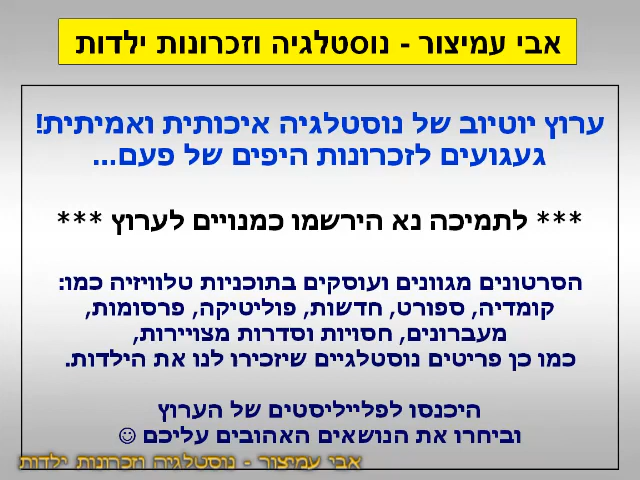 אבי עמיצור - נוסטלגיה וזכרונות ילדות
ערוץ יוטיוב של נוסטלגיה איכותית ואמיתית!
געגועים לזכרונות היפים של פעם...
*** לתמיכה נא הירשמו כמנויים לערוץ ***
הסרטונים מגוונים ועוסקים בתוכניות טלוויזיה כמו:
קומדיה, ספורט, חדשות, פוליטיקה, פרסומות,
מעברונים, חסויות וסדרות מצויירות,
כמו כן פריטים נוסטלגיים שיזכירו לנו את הילדות.
היכנסו לפלייליסטים של הערוץ
וביחרו את הנושאים האהובים עליכם ☺
אבי עמיצור - נוסטלגיה וזכרונות ילדות